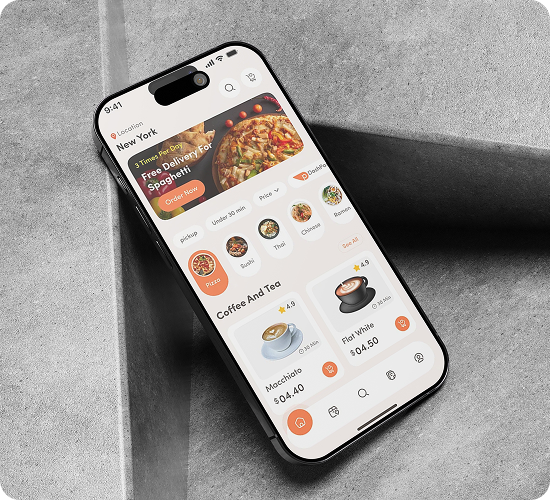 9:41
Location
New York
3 Times Per Day
Free Delivery For
Spaghetti
Order Now
pickup
Under 30 min
Price
DashPa
Pizza
Sushi
Thai
Chinese
Ramen
Coffee And Tea
See All
4.9
30 Min
Macchiato
$04.40
4.9
30 Min
Flat White
$04.50